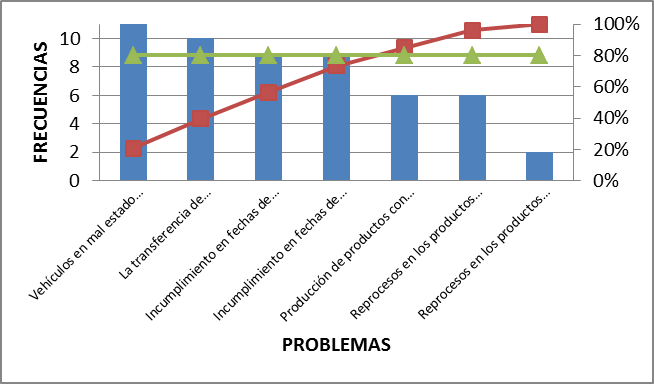 FRECUENCIAS
10
8
6
4
2
0
100%
80%
60%
40%
20%
0%
Vehículos en mal estado...
La transferencia de...
Incumplimiento en fechas de...
Incumplimiento en fechas de...
Producción de productos con...
Reprocesos en los productos...
Reprocesos en los productos...
PROBLEMAS